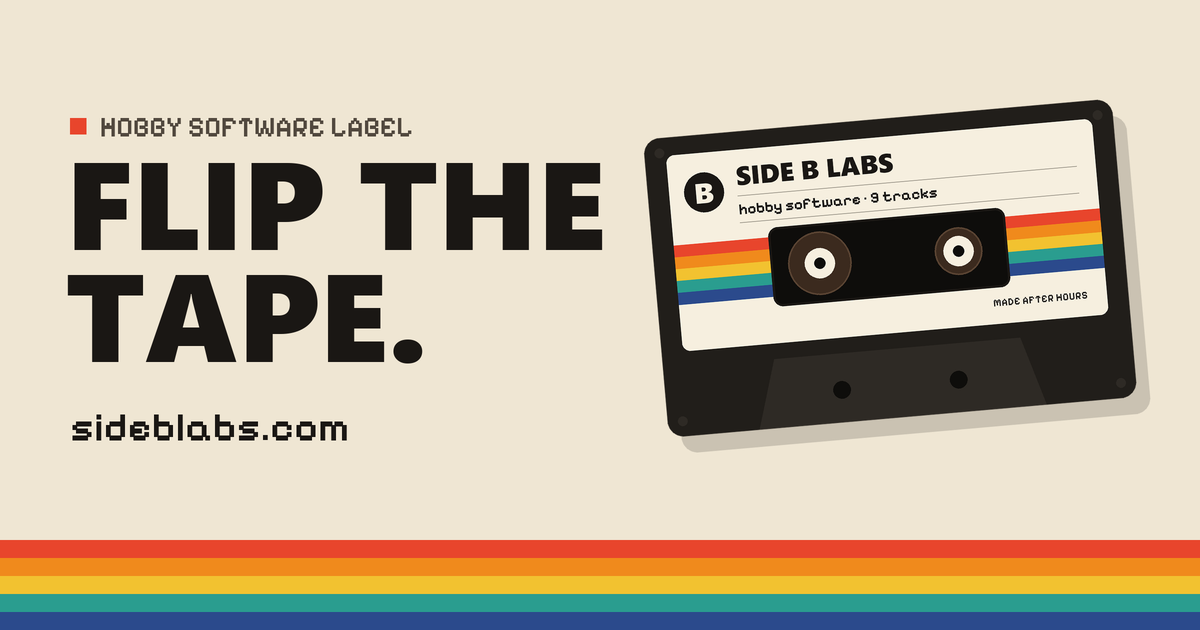 HOBBY SOFTWARE LABEL
FLIP THE
TAPE.
sideblabs.com
B
SIDE B LABS
hobby software · 9 tracks
MADE AFTER HOURS